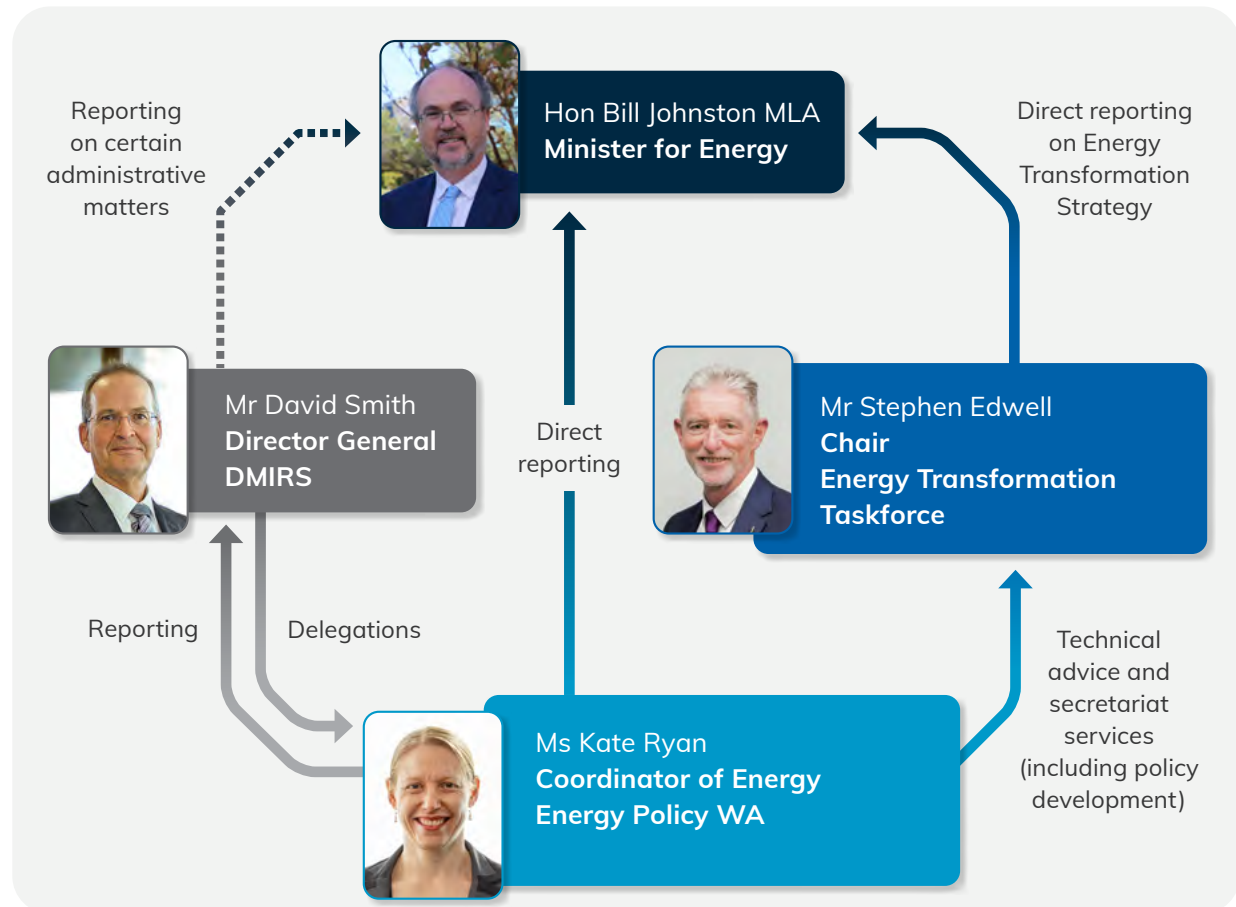 Reporting
on certain
administrative
matters
Hon Bill Johnston MLA
Minister for Energy
Direct reporting
on Energy
Transformation
Strategy
Mr David Smith
Director General
DMIRS
Direct
reporting
Mr Stephen Edwell
Chair
Energy Transformation
Taskforce
Reporting
Delegations
Technical
advice and
secretariat
services
(including policy
development)
Ms Kate Ryan
Coordinator of Energy
Energy Policy WA